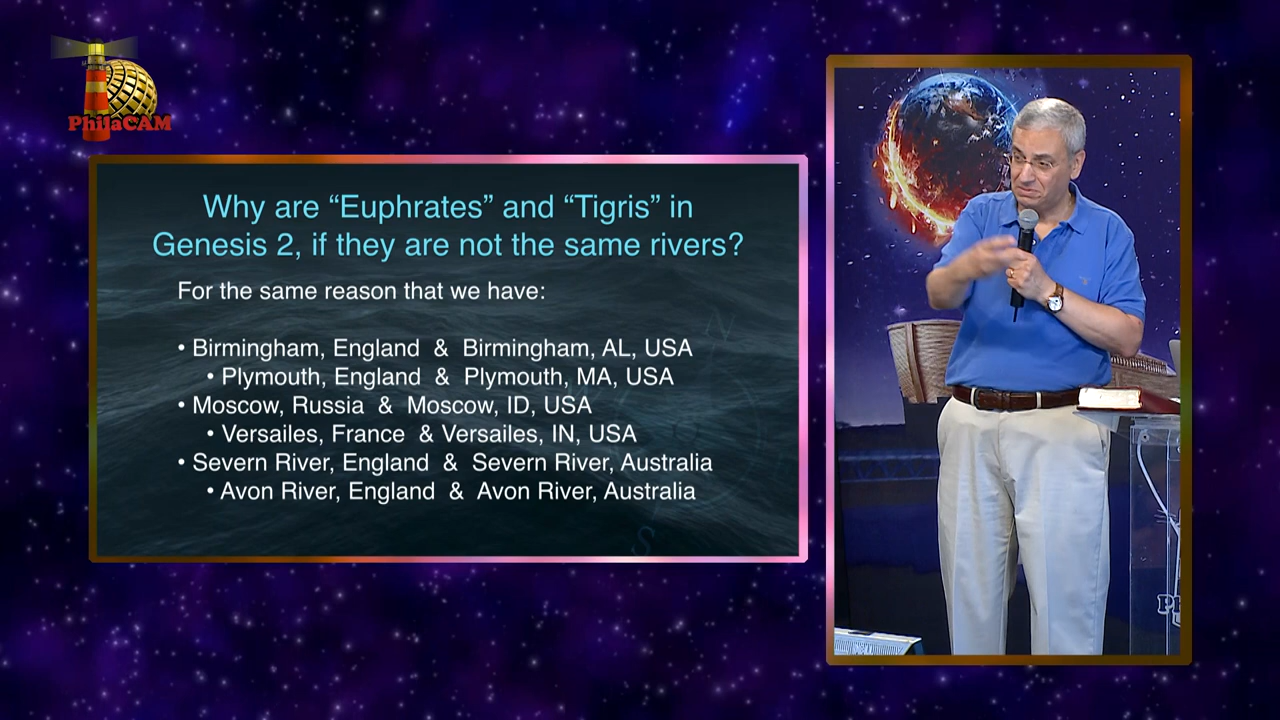 PhilaCAM
Why are “Euphrates” and “Tigris” in
Genesis 2, if they are not the same rivers?
For the same reason that we have:
• Birmingham, England & Birmingham, AL, USA
• Plymouth, England & Plymouth, MA, USA
• Moscow, Russia & Moscow, ID, USA
• Versailes, France & Versailes, IN, USA
• Severn River, England & Severn River, Australia
• Avon River, England & Avon River, Australia
N
S